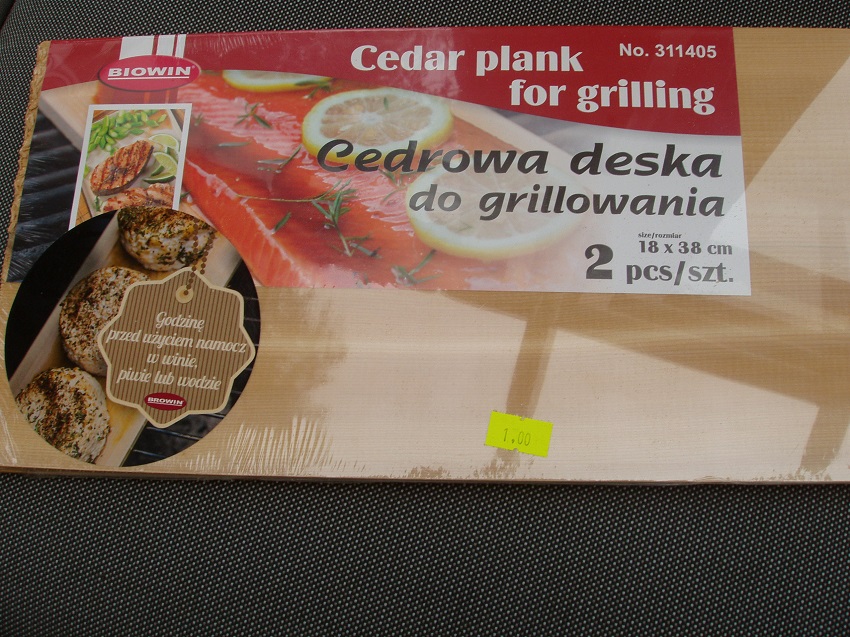 BIOWIN®
Cedar plank No. 311405
for grilling
Cedrowa deska
do grillowania
size/rozmiar
18 x 38 cm
2 pcs/szt.
Godzinę
przed użyciem namocz
w winie,
piwie lub wodzie
BROWIN
1.00